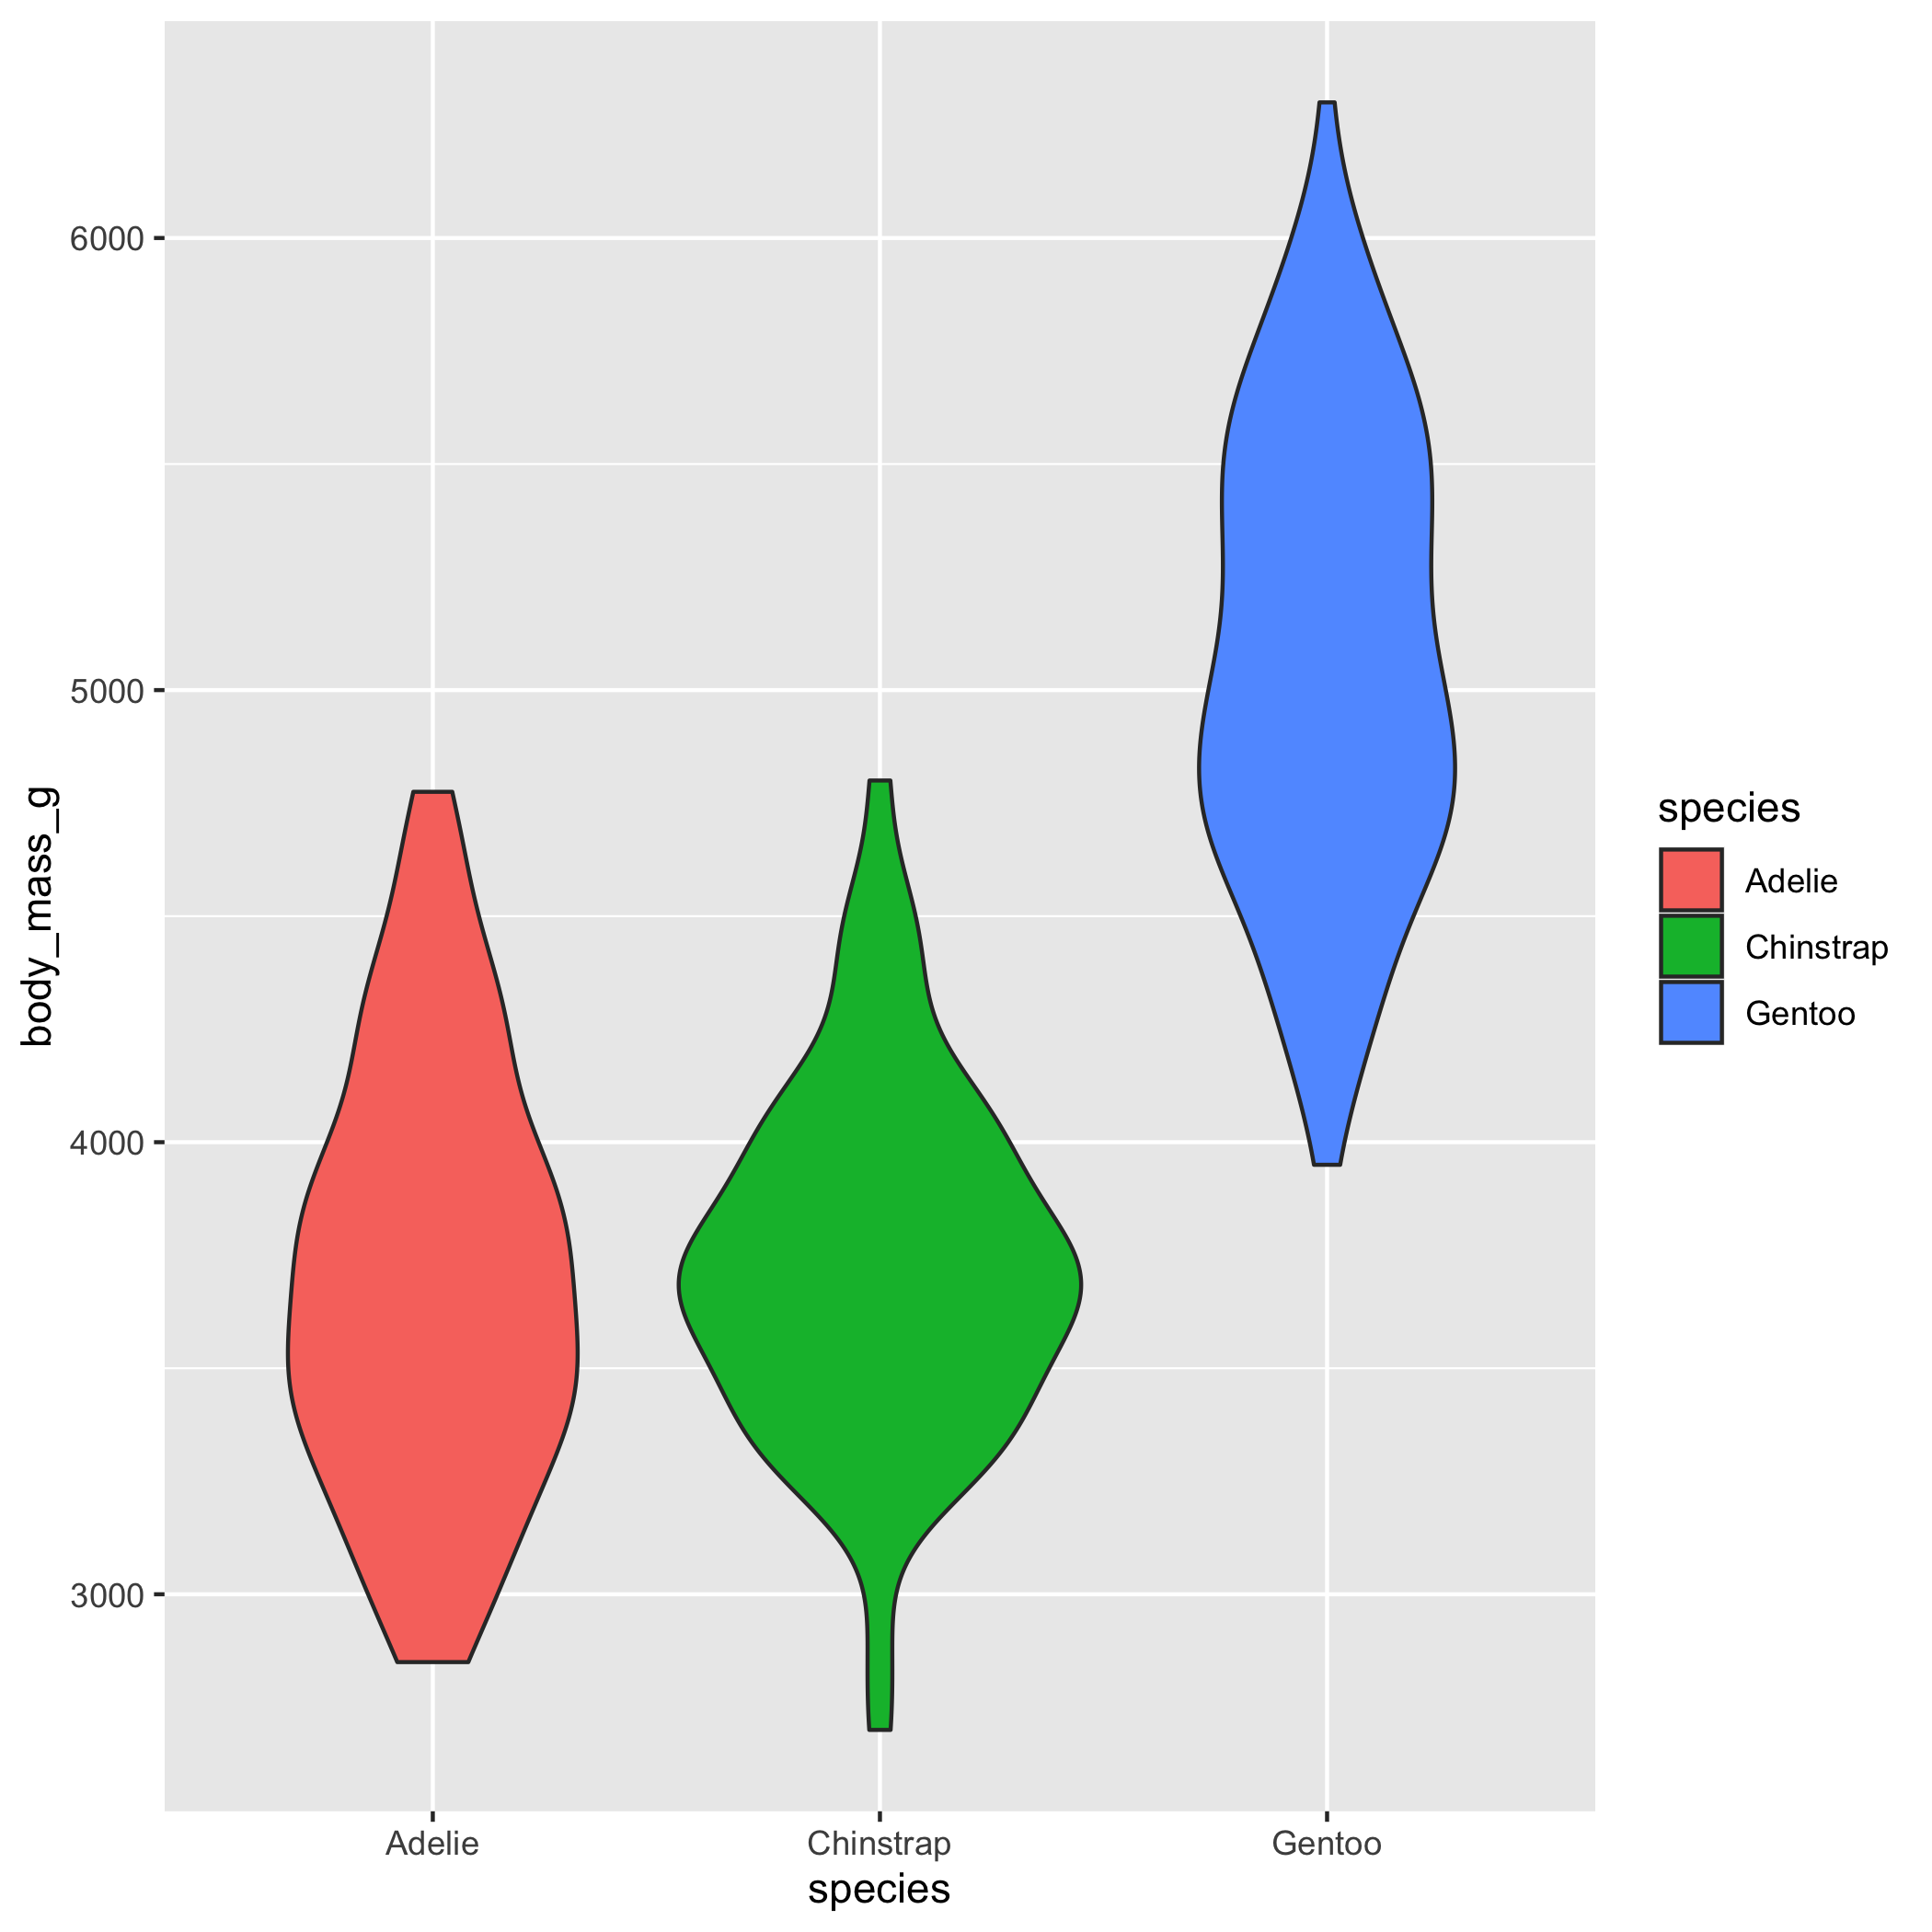 body_mass_g
6000
5000
4000
3000
Adelie
Chinstrap
Gentoo
species
species
Adelie
Chinstrap
Gentoo